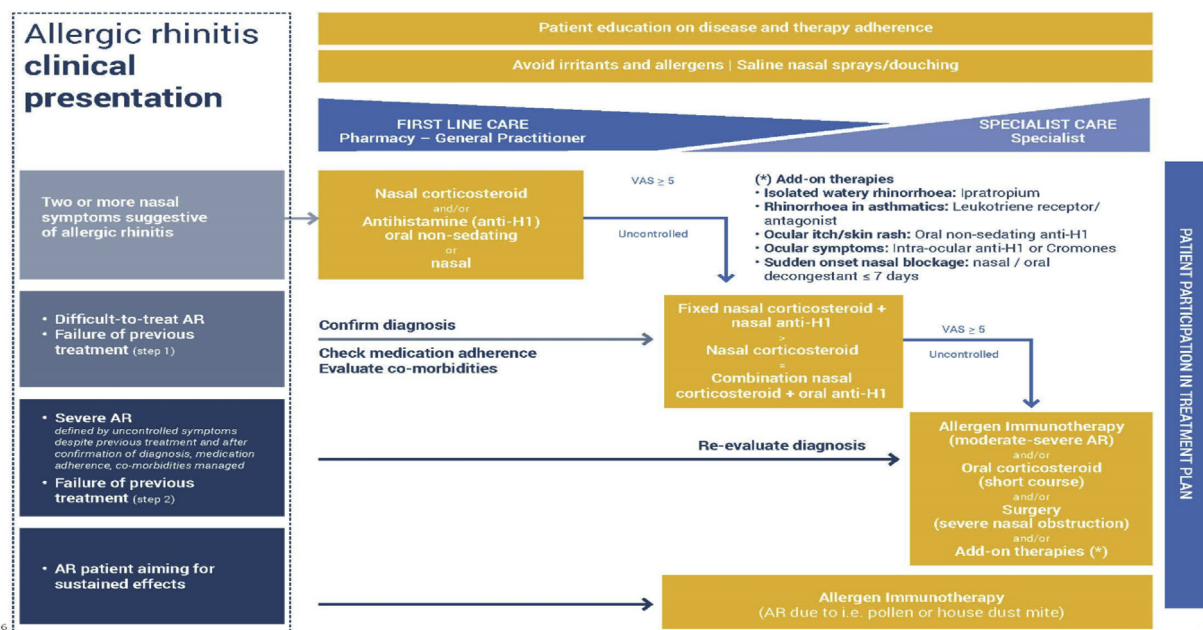 Allergic rhinitis
clinical
presentation
Patient education on disease and therapy adherence
Avoid irritants and allergens | Saline nasal sprays/douching
FIRST LINE CARE
Pharmacy – General Practitioner
SPECIALIST CARE
Specialist
Two or more nasal
symptoms suggestive
of allergic rhinitis
Nasal corticosteroid
and/or
Antihistamine (anti-H1)
oral non-sedating
or
nasal
VAS ≥ 5
Uncontrolled
(*) Add-on therapies
• Isolated watery rhinorrhoea: Ipratropium
• Rhinorrhoea in asthmatics: Leukotriene receptor/
antagonist
• Ocular itch/skin rash: Oral non-sedating anti-H1
• Ocular symptoms: Intra-ocular anti-H1 or Cromones
• Sudden onset nasal blockage: nasal / oral
decongestant ≤ 7 days
• Difficult-to-treat AR
• Failure of previous
treatment (step 1)
Confirm diagnosis
Check medication adherence
Evaluate co-morbidities
Fixed nasal corticosteroid +
nasal anti-H1
>
Nasal corticosteroid
=
Combination nasal
corticosteroid + oral anti-H1
VAS ≥ 5
Uncontrolled
• Severe AR
defined by uncontrolled symptoms
despite previous treatment and after
confirmation of diagnosis, medication
adherence, co-morbidities managed
• Failure of previous
treatment (step 2)
Re-evaluate diagnosis
Allergen Immunotherapy
(moderate-severe AR)
and/or
Oral corticosteroid
(short course)
and/or
Surgery
(severe nasal obstruction)
and/or
Add-on therapies (*)
• AR patient aiming for
sustained effects
Allergen Immunotherapy
(AR due to i.e. pollen or house dust mite)
PATIENT PARTICIPATION IN TREATMENT PLAN
6